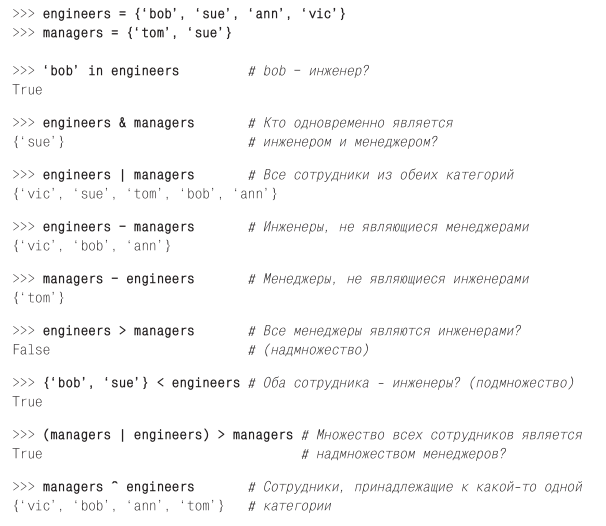 >>> engineers = {‘bob’, ‘sue’, ‘ann’, ‘vic’}
>>> managers = {‘tom’, ‘sue’}
>>> ‘bob’ in engineers # bob – инженер?
True
>>> engineers & managers # Кто одновременно является
{‘sue’} # инженером и менеджером?
>>> engineers | managers # Все сотрудники из обеих категорий
{‘vic’, ‘sue’, ‘tom’, ‘bob’, ‘ann’}
>>> engineers – managers # Инженеры, не являющиеся менеджерами
{‘vic’, ‘bob’, ‘ann’}
>>> managers – engineers # Менеджеры, не являющиеся инженерами
{‘tom’}
>>> engineers > managers # Все менеджеры являются инженерами?
False # (надмножество)
>>> {‘bob’, ‘sue’} < engineers # Оба сотрудника - инженеры? (подмножество)
True
>>> (managers | engineers) > managers # Множество всех сотрудников является
True # надмножеством менеджеров?
>>> managers ^ engineers # Сотрудники, принадлежащие к какой-то одной
{‘vic’, ‘bob’, ‘ann’, ‘tom’} # категории